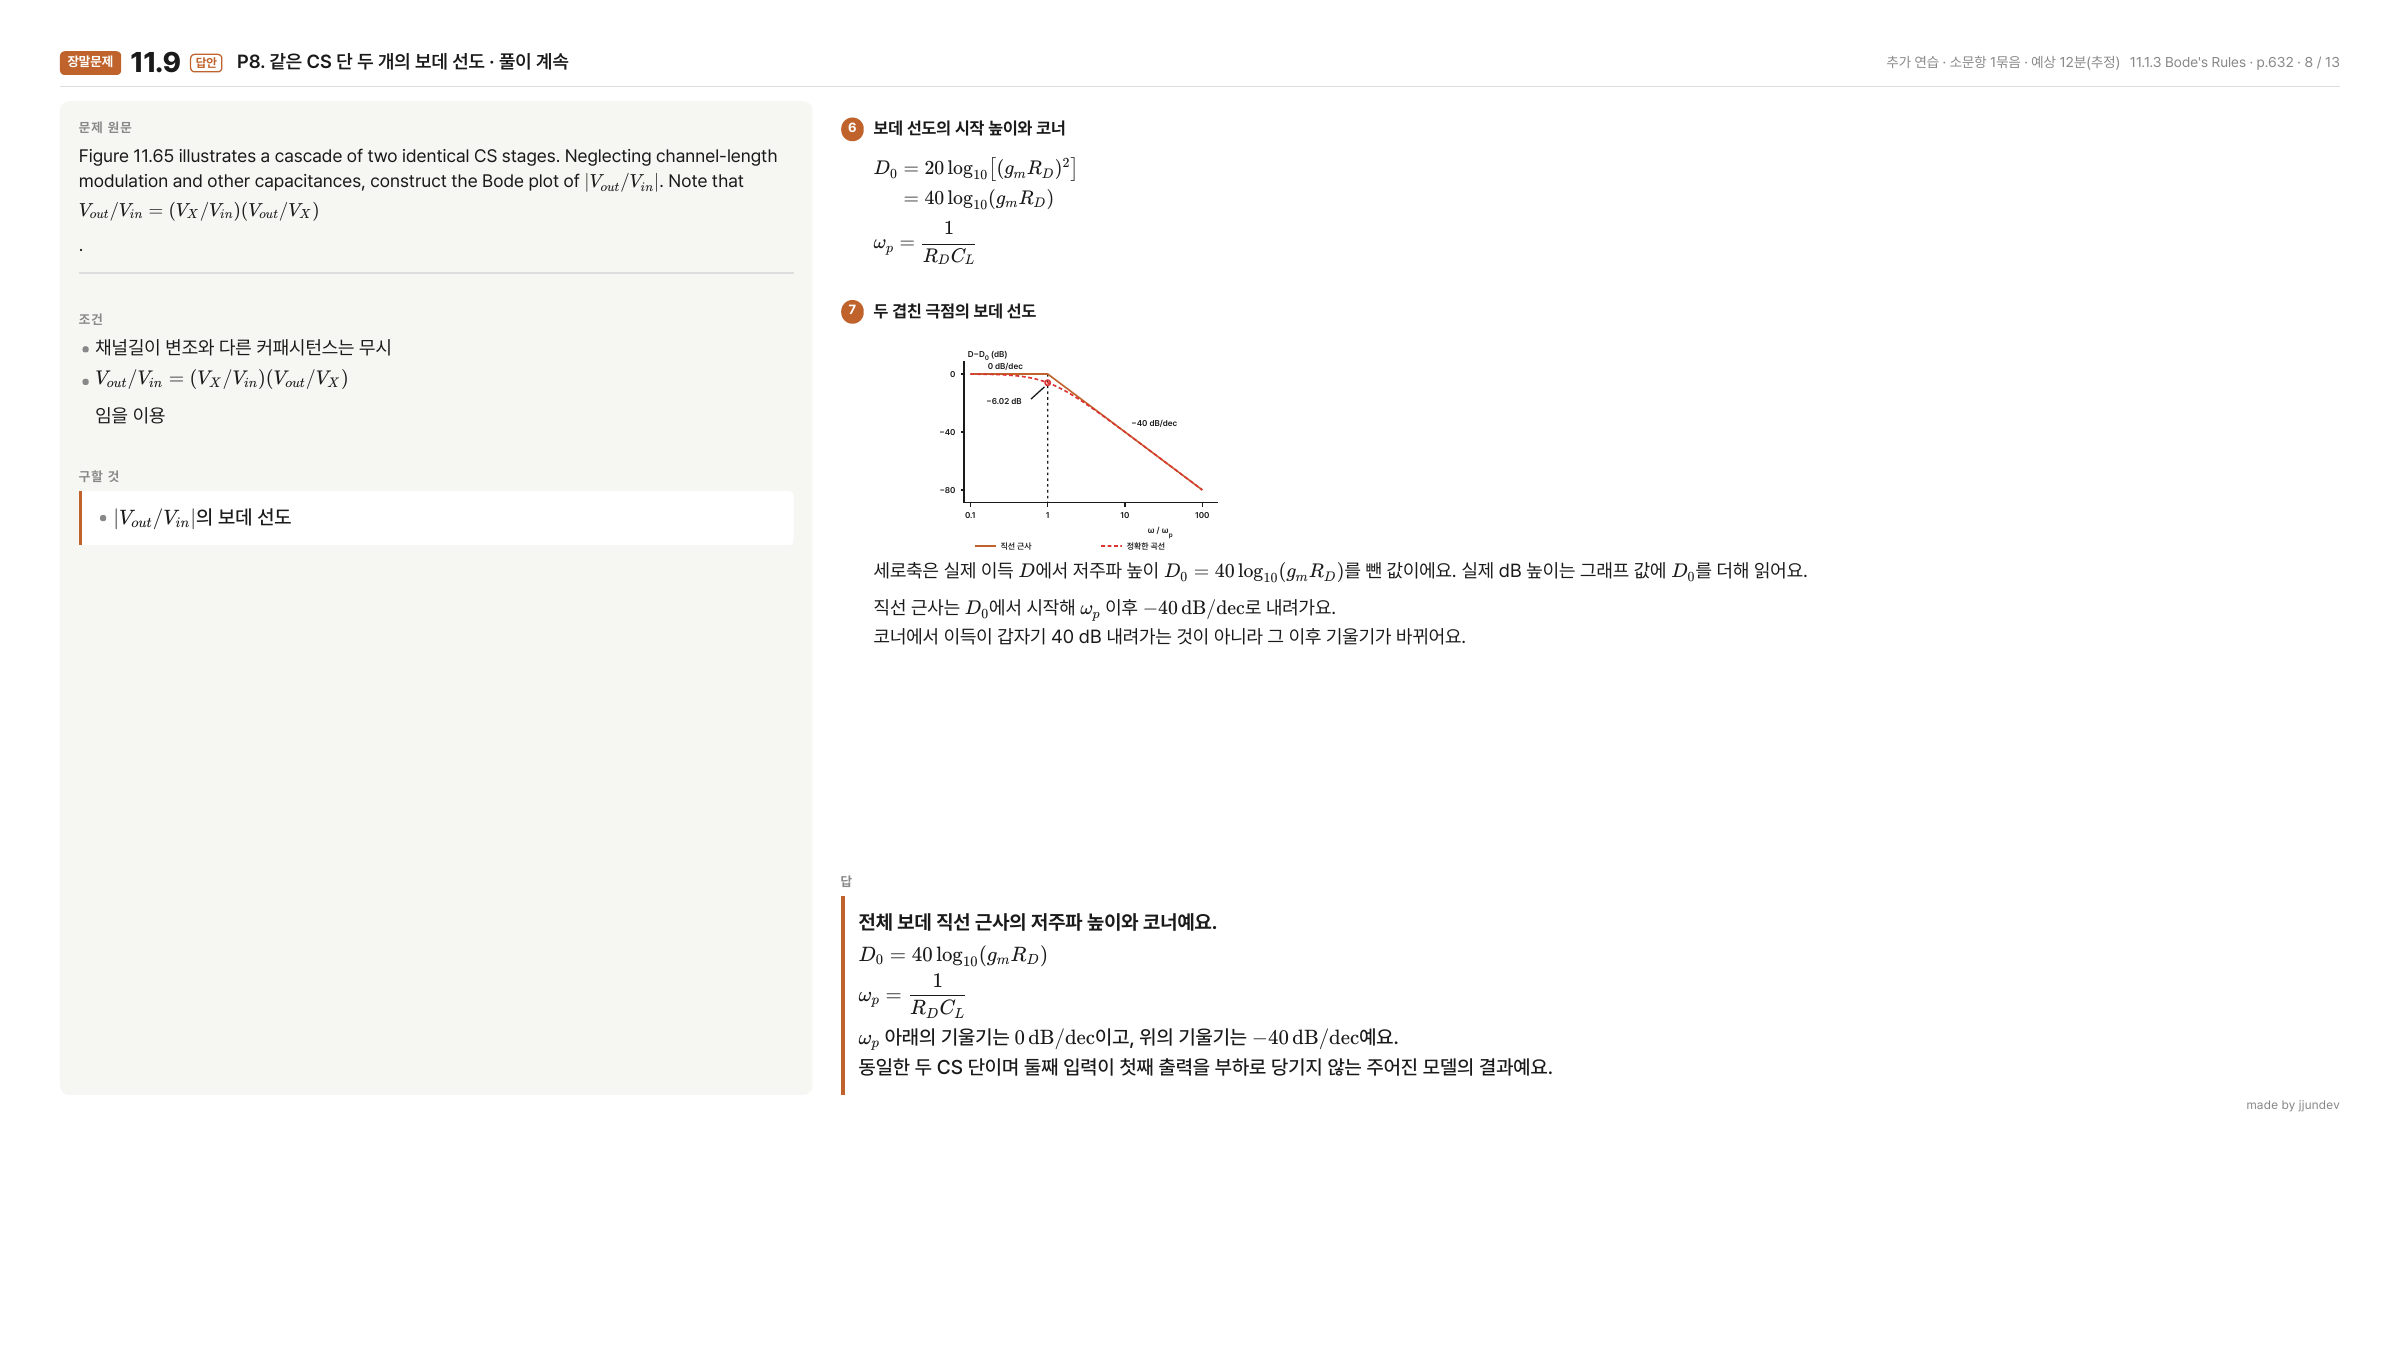 장말문제 11.9 답안 P8. 같은 CS 단 두 개의 보데 선도 · 풀이 계속
추가 연습 · 소문항 1묶음 · 예상 12분(추정) 11.1.3 Bode's Rules · p.632 · 8 / 13
문제 원문
Figure 11.65 illustrates a cascade of two identical CS stages. Neglecting channel-length
modulation and other capacitances, construct the Bode plot of |V_out/V_in|. Note that
V_out/V_in = (V_X/V_in)(V_out/V_X)
.
조건
• 채널길이 변조와 다른 커패시턴스는 무시
• V_out/V_in = (V_X/V_in)(V_out/V_X)
임을 이용
구할 것
• |V_out/V_in|의 보데 선도
6 보데 선도의 시작 높이와 코너
D_0 = 20 log_10[(g_m R_D)^2]
= 40 log_10(g_m R_D)
ω_p = 1 / (R_D C_L)
7 두 겹친 극점의 보데 선도
D−D_0 (dB)
0 dB/dec
0
−6.02 dB
−40 dB/dec
−40
−80
0.1 1 10 100
ω / ω_p
직선 근사 정확한 곡선
세로축은 실제 이득 D에서 저주파 높이 D_0 = 40 log_10(g_m R_D)를 뺀 값이에요. 실제 dB 높이는 그래프 값에 D_0를 더해 읽어요.
직선 근사는 D_0에서 시작해 ω_p 이후 −40 dB/dec로 내려가요.
코너에서 이득이 갑자기 40 dB 내려가는 것이 아니라 그 이후 기울기가 바뀌어요.
답
전체 보데 직선 근사의 저주파 높이와 코너예요.
D_0 = 40 log_10(g_m R_D)
ω_p = 1 / (R_D C_L)
ω_p 아래의 기울기는 0 dB/dec이고, 위의 기울기는 −40 dB/dec예요.
동일한 두 CS 단이며 둘째 입력이 첫째 출력을 부하로 당기지 않는 주어진 모델의 결과예요.
made by jjundev